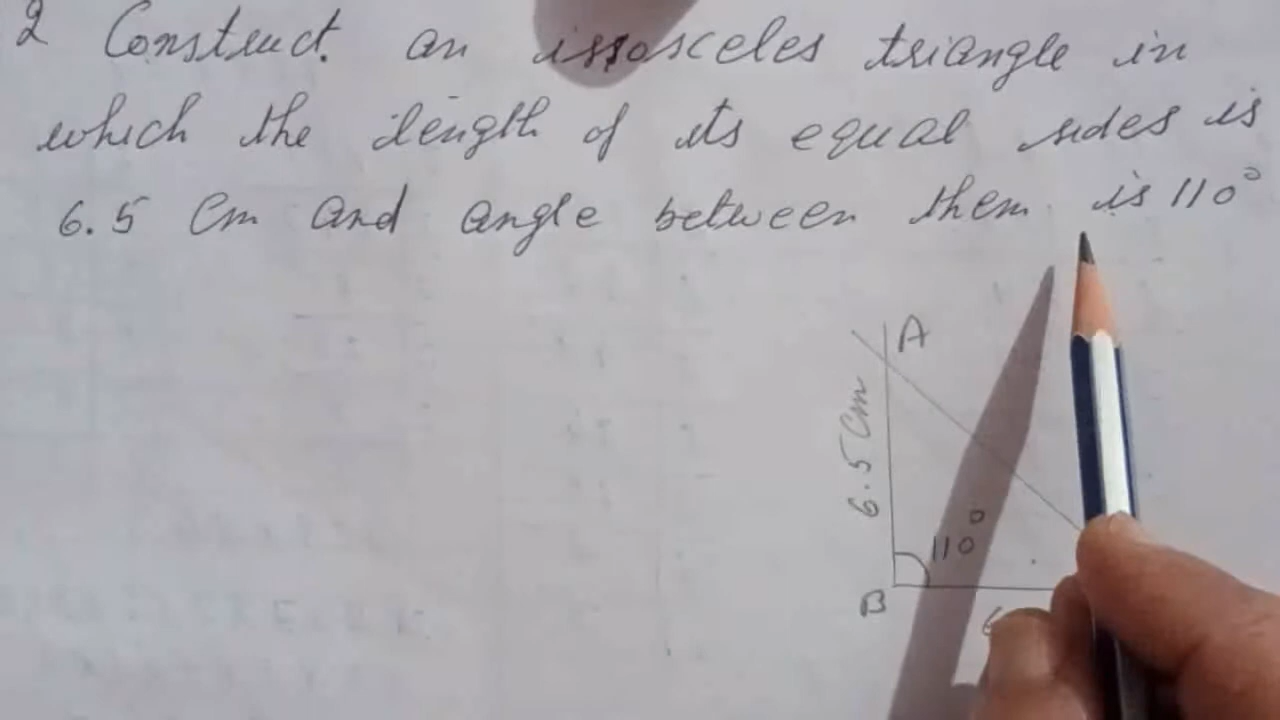 2 Construct. an issosceles triangle in
which the length of its equal sides is
6.5 cm and angle between them is 110°
A
6.5 cm
110°
B
6